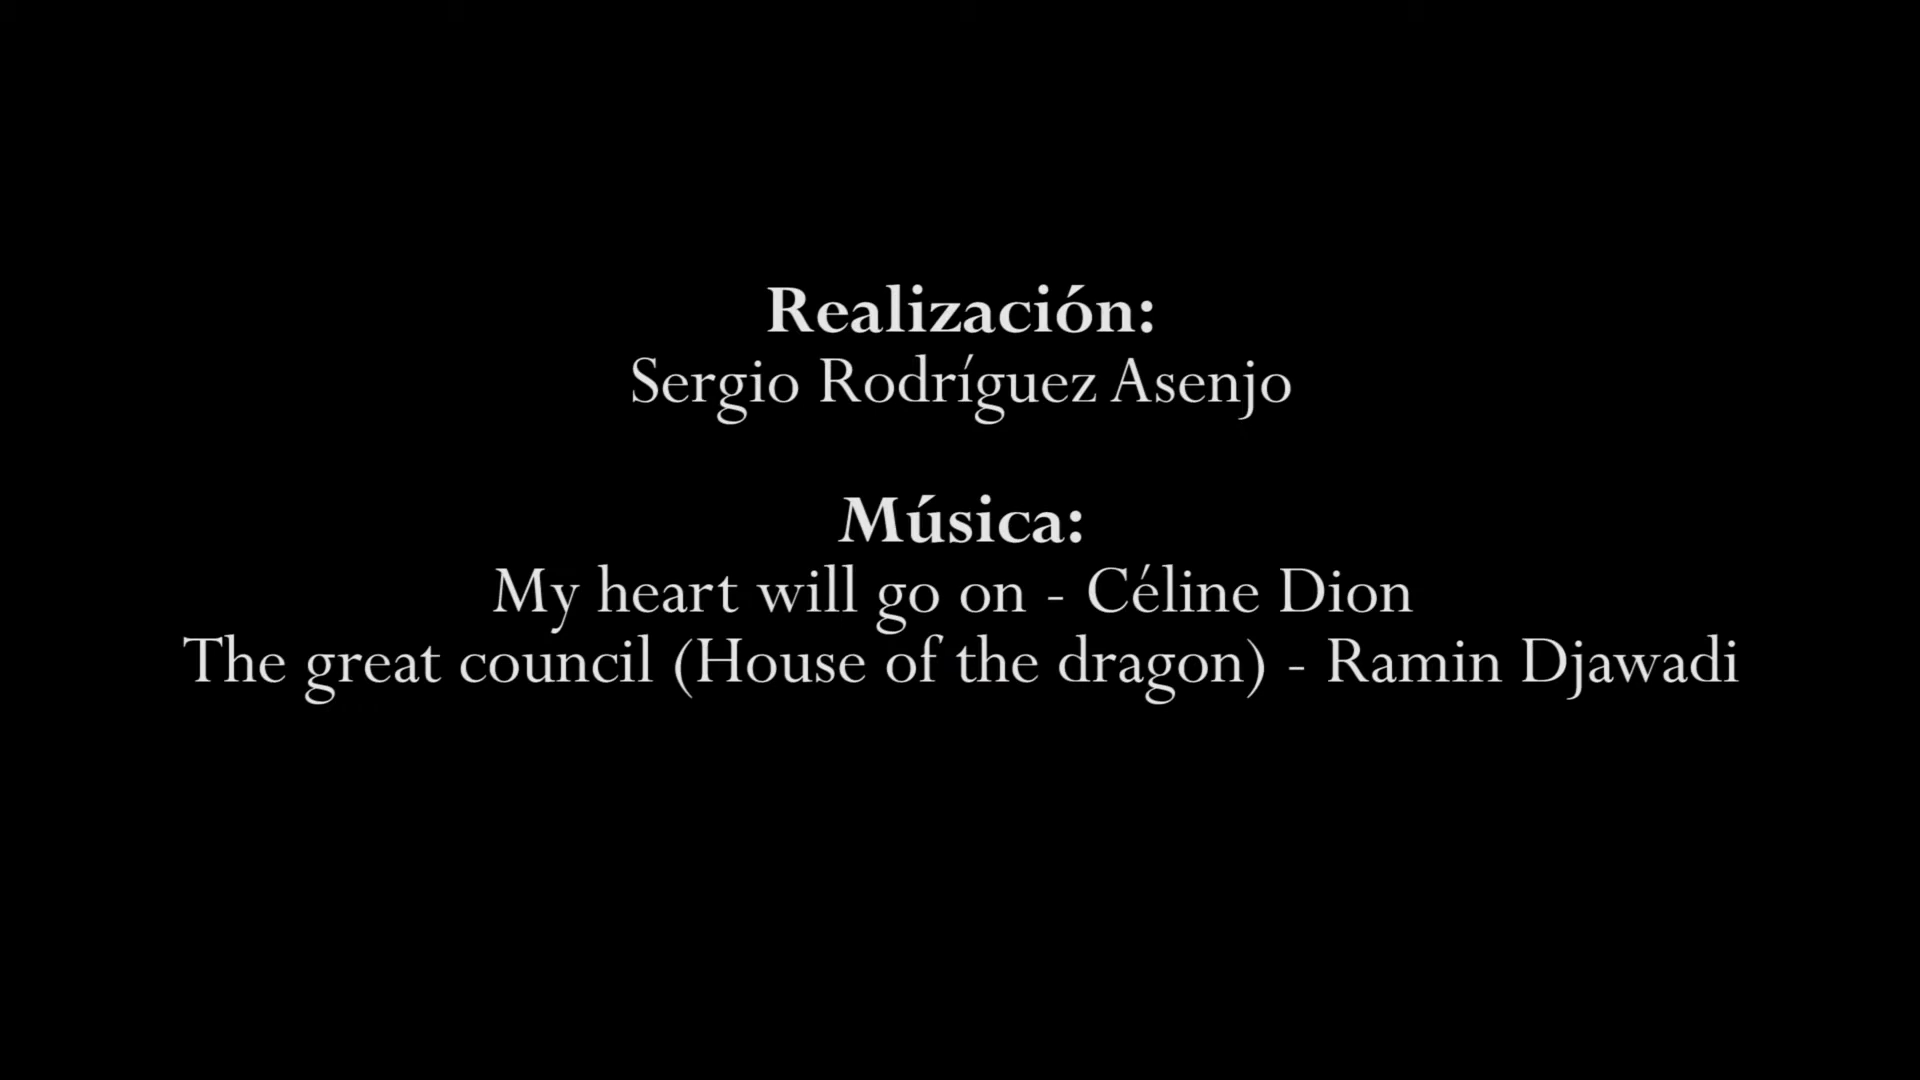 Realización:
Sergio Rodríguez Asenjo
Música:
My heart will go on - Céline Dion
The great council (House of the dragon) - Ramin Djawadi